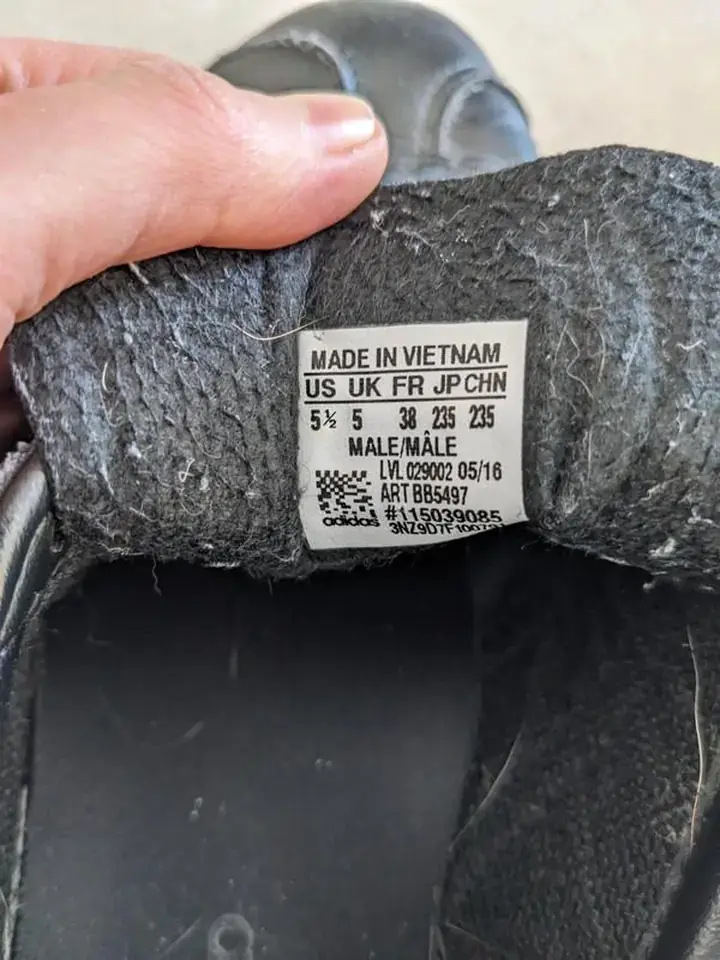 MADE IN VIETNAM
US UK FR JP CHN
5½ 5 38 235 235
MALE/MÂLE
LVL 029002 05/16
ART BB5497
#115039085
adidas